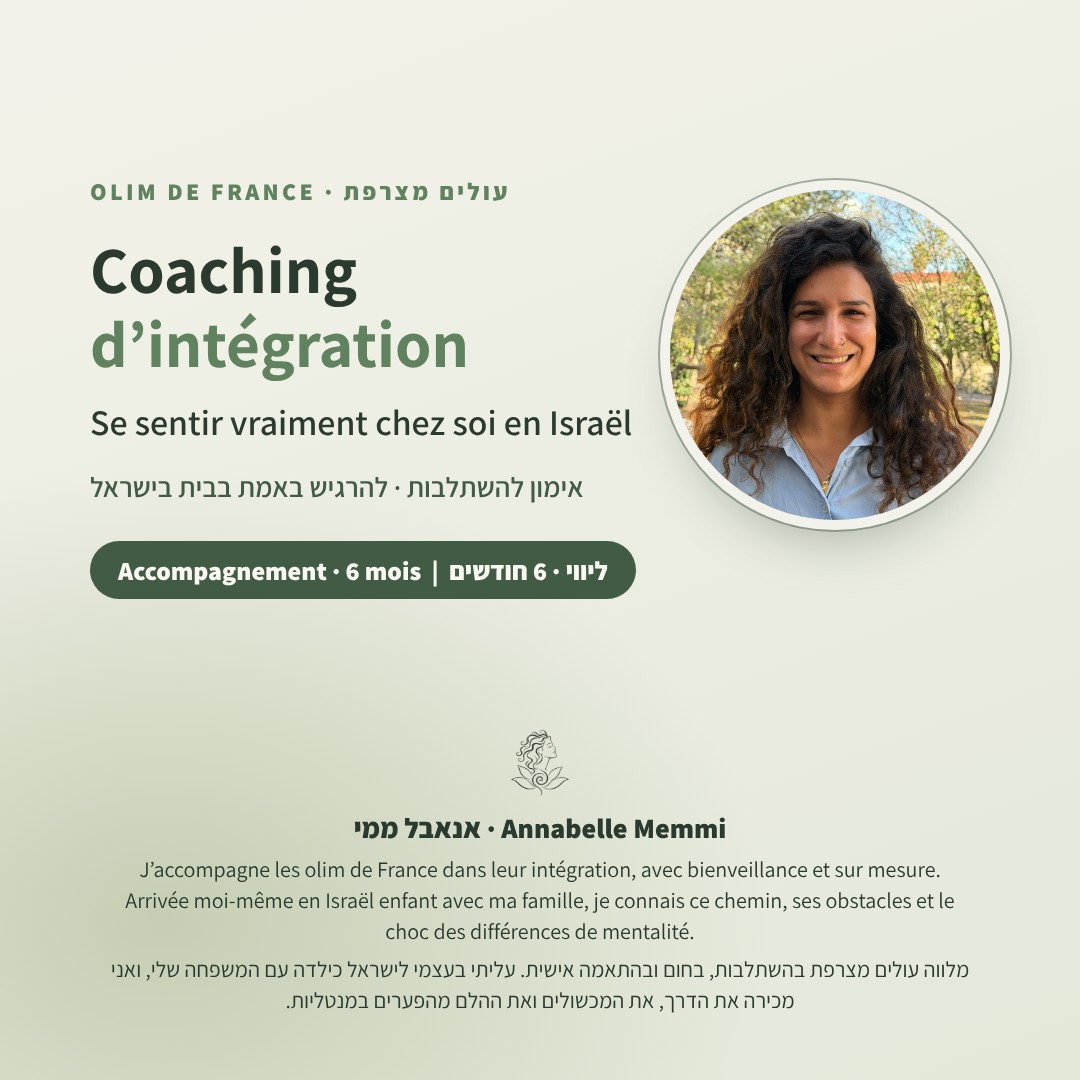 OLIM DE FRANCE · עולים מצרפת
Coaching
d’intégration
Se sentir vraiment chez soi en Israël
אימון להשתלבות · להרגיש באמת בבית בישראל
Accompagnement · 6 mois | ליווי · 6 חודשים
אנאבל ממי · Annabelle Memmi
J’accompagne les olim de France dans leur intégration, avec bienveillance et sur mesure.
Arrivée moi-même en Israël enfant avec ma famille, je connais ce chemin, ses obstacles et le
choc des différences de mentalité.
מלווה עולים מצרפת בהשתלבות, בחום ובהתאמה אישית. עליתי בעצמי לישראל כילדה עם המשפחה שלי, ואני
מכירה את הדרך, את המכשולים ואת ההלם מהפערים במנטליות.